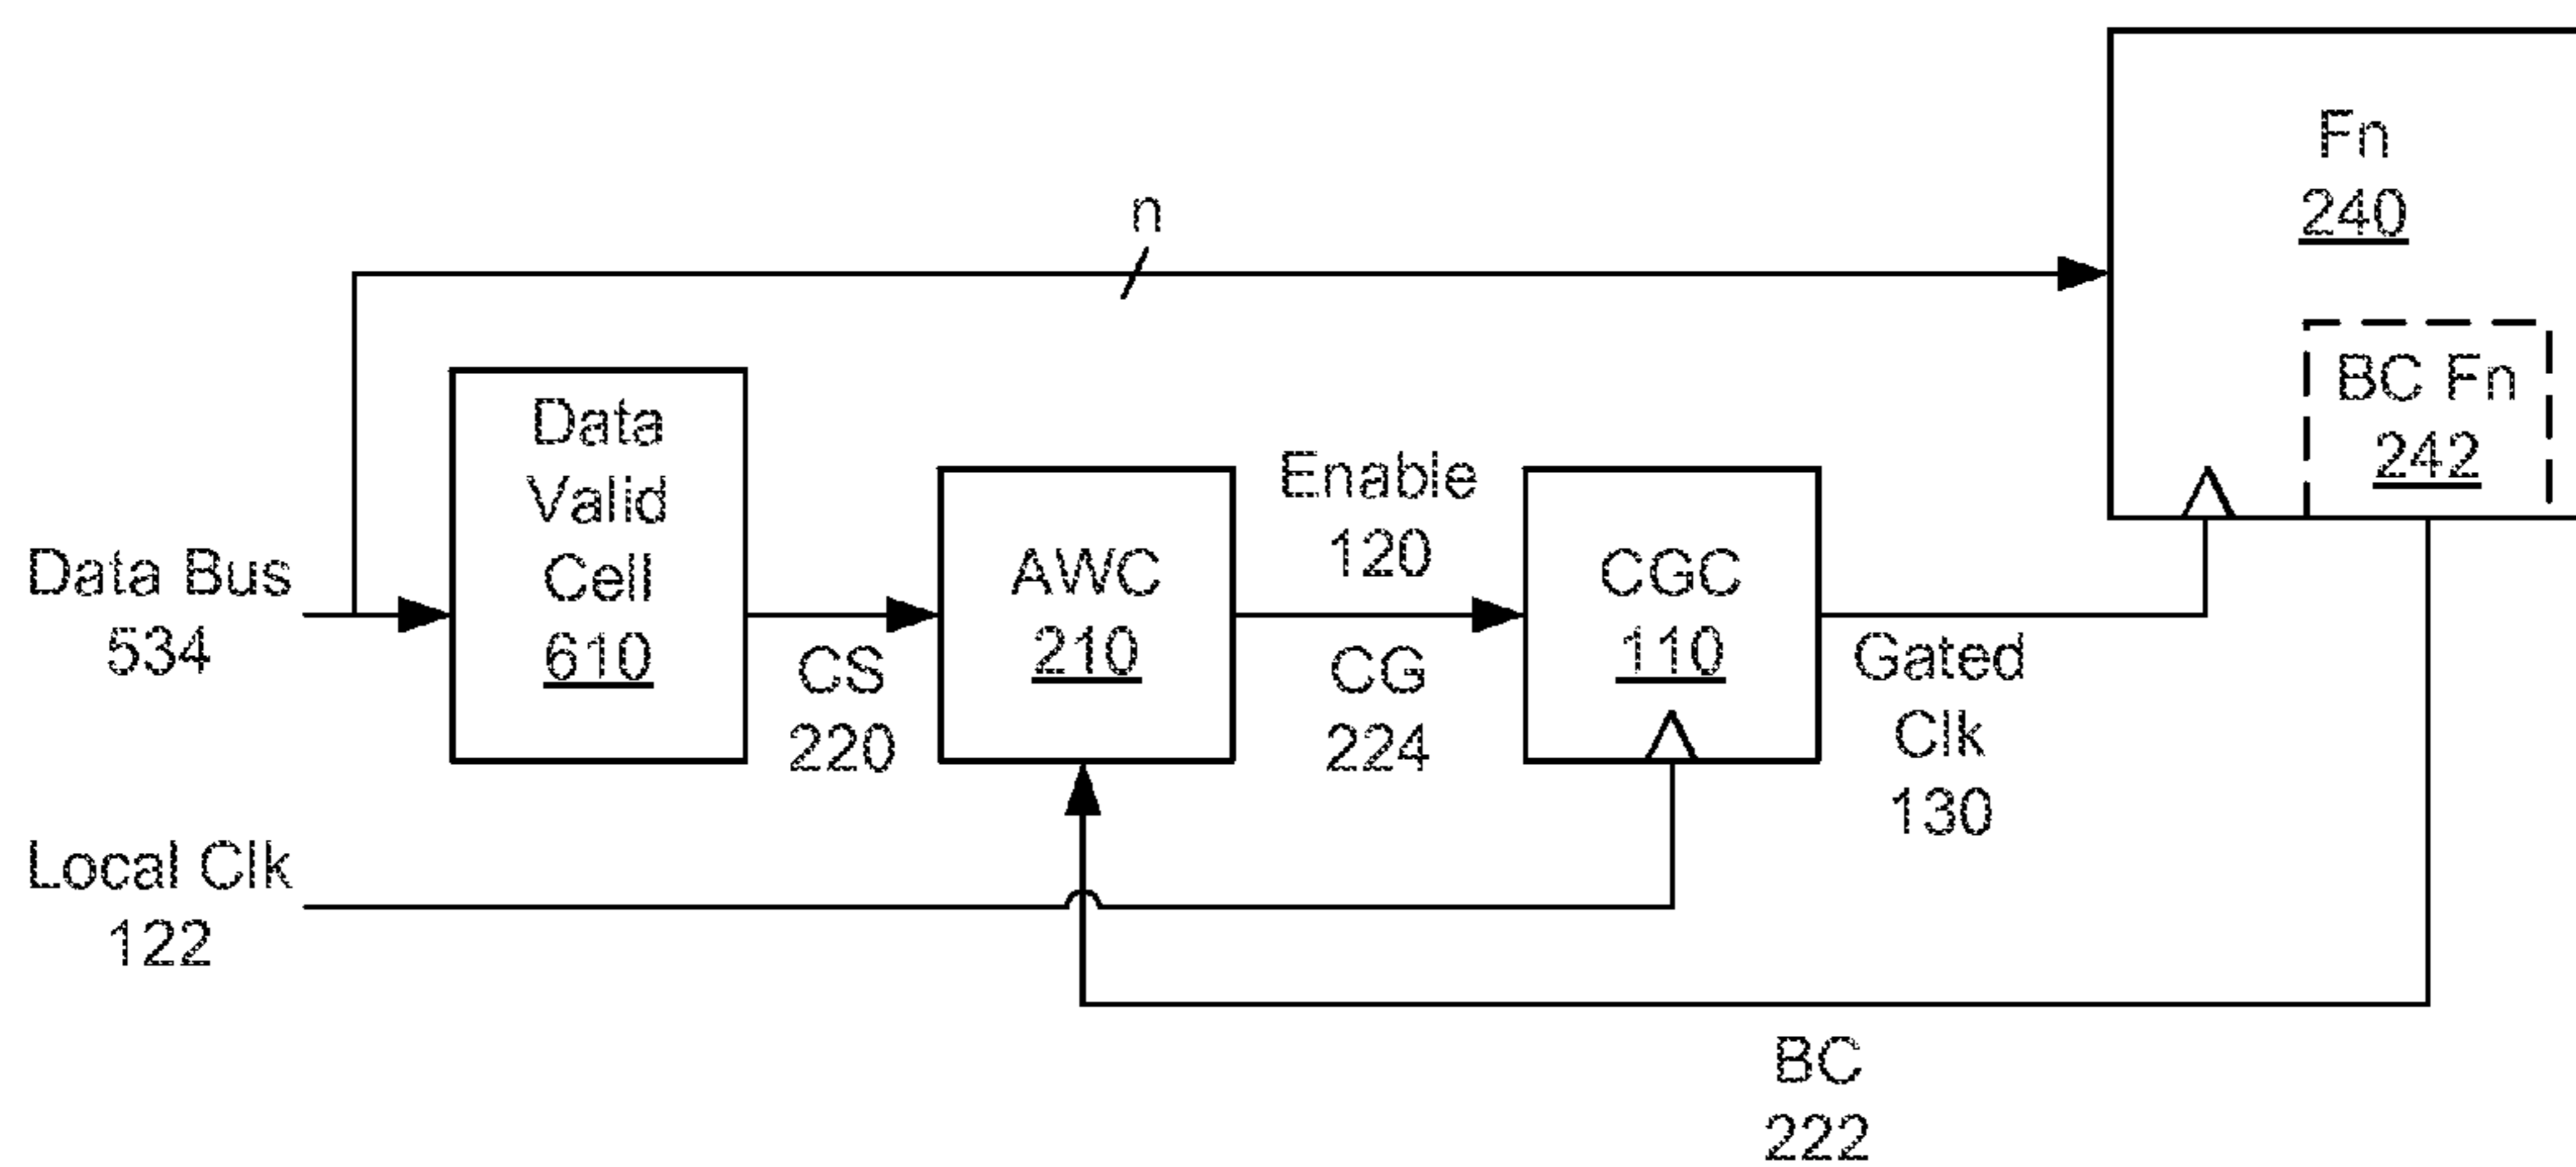 Fn
240
n
BC Fn
242
Data
Valid
Cell
610
Enable
120
AWC
210
CGC
110
Data Bus
534
CS
220
CG
224
Gated
Clk
130
Local Clk
122
BC
222